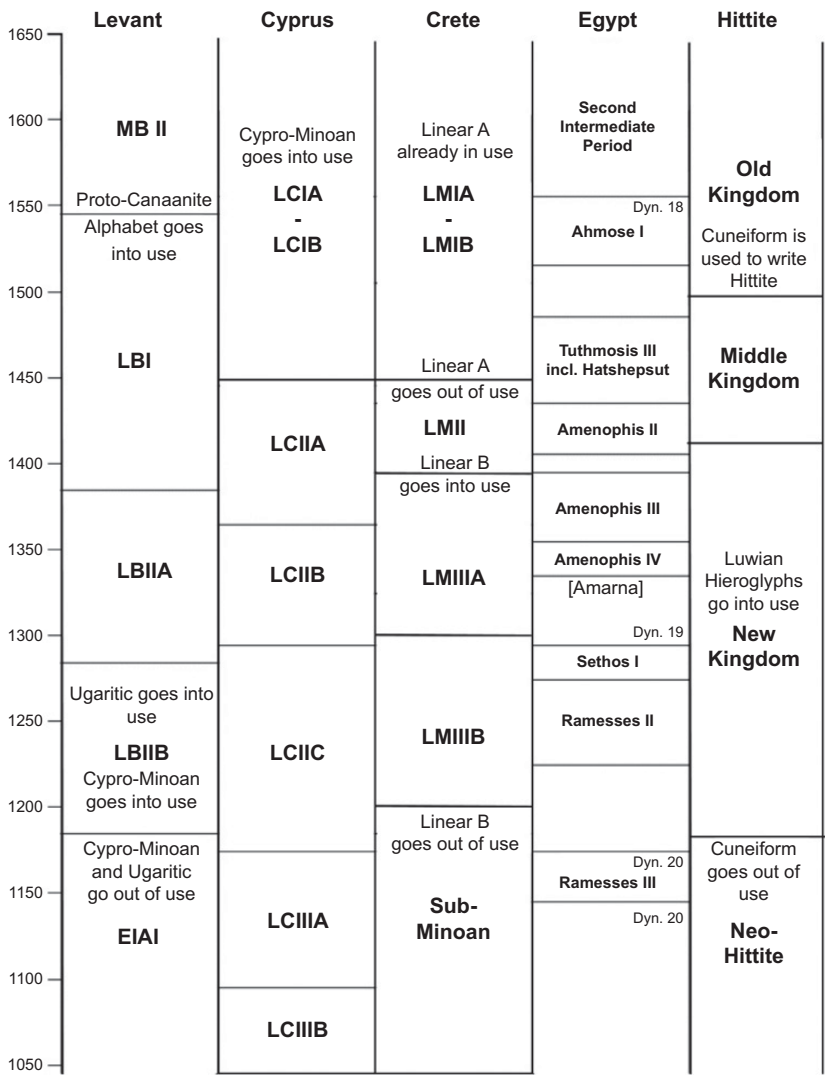 Levant
Cyprus
Crete
Egypt
Hittite
1650
1600
1550
1500
1450
1400
1350
1300
1250
1200
1150
1100
1050
MB II
Proto-Canaanite
Alphabet goes
into use
LBI
LBIIA
Ugaritic goes into
use
LBIIB
Cypro-Minoan
goes into use
Cypro-Minoan
and Ugaritic
go out of use
EIAI
Cypro-Minoan
goes into use
LCIA
-
LCIB
LCIIA
LCIIB
LCIIC
LCIIIA
LCIIIB
Linear A
already in use
LMIA
-
LMIB
Linear A
goes out of use
LMII
Linear B
goes into use
LMIIIA
LMIIIB
Linear B
goes out of use
Sub-
Minoan
Second
Intermediate
Period
Dyn. 18
Ahmose I
Tuthmosis III
incl. Hatshepsut
Amenophis II
Amenophis III
Amenophis IV
[Amarna]
Dyn. 19
Sethos I
Ramesses II
Dyn. 20
Ramesses III
Dyn. 20
Old
Kingdom
Cuneiform is
used to write
Hittite
Middle
Kingdom
Luwian
Hieroglyphs
go into use
New
Kingdom
Cuneiform
goes out of
use
Neo-
Hittite